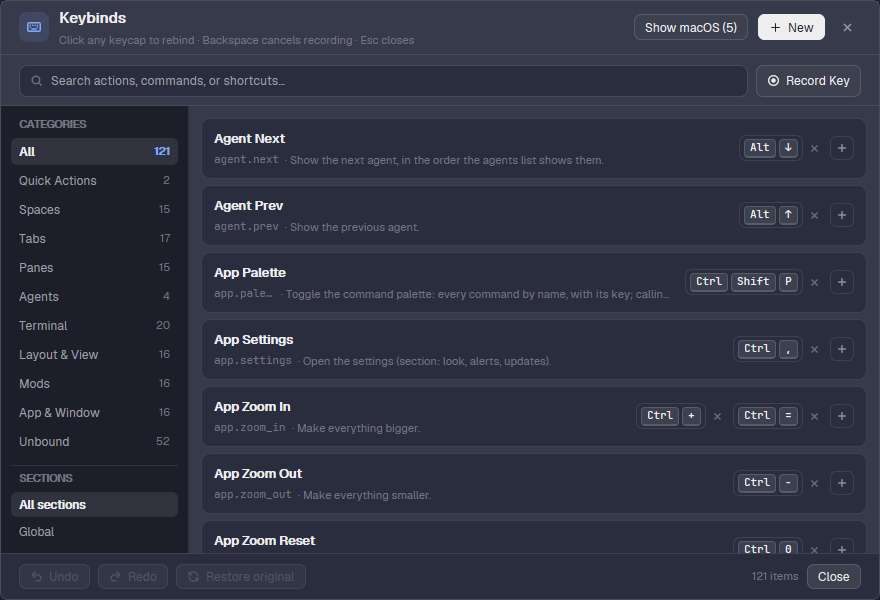 Keybinds
Click any keycap to rebind · Backspace cancels recording · Esc closes
Show macOS (5)
+ New
×
Search actions, commands, or shortcuts…
Record Key
CATEGORIES
All 121
Quick Actions 2
Spaces 15
Tabs 17
Panes 15
Agents 4
Terminal 20
Layout & View 16
Mods 16
App & Window 16
Unbound 52
SECTIONS
All sections
Global
Agent Next
agent.next · Show the next agent, in the order the agents list shows them.
Alt ↓ × +
Agent Prev
agent.prev · Show the previous agent.
Alt ↑ × +
App Palette
app.pale… · Toggle the command palette: every command by name, with its key; callin…
Ctrl Shift P × +
App Settings
app.settings · Open the settings (section: look, alerts, updates).
Ctrl , × +
App Zoom In
app.zoom_in · Make everything bigger.
Ctrl + × Ctrl = × +
App Zoom Out
app.zoom_out · Make everything smaller.
Ctrl - × +
App Zoom Reset
Ctrl 0 × +
Undo
Redo
Restore original
121 items
Close